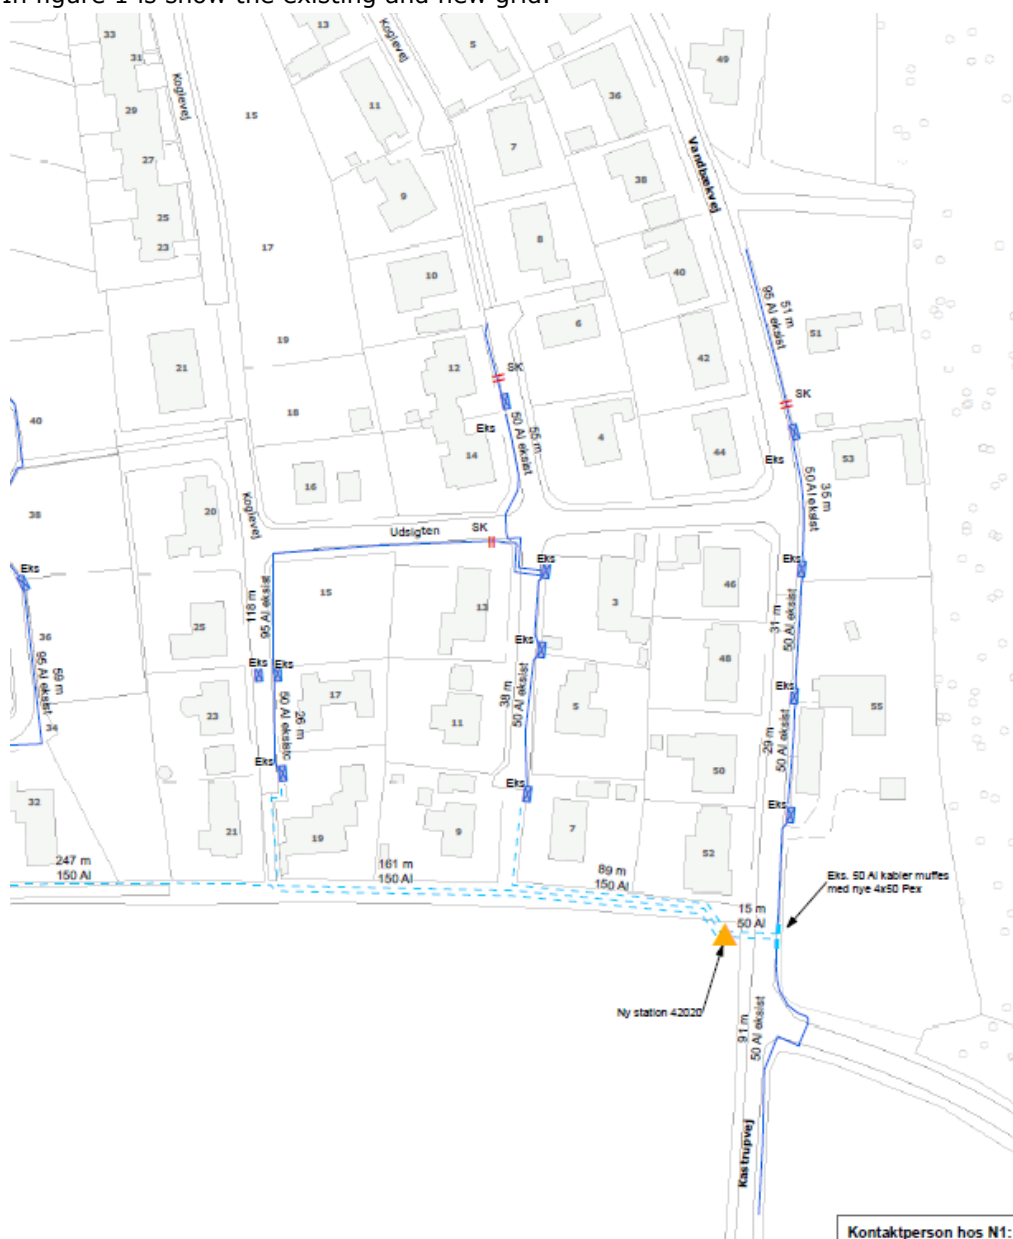 In figure 1 is show the existing and new grid.
33
31
29
27
25
23
Koglevej
15
17
19
18
21
13
Koglevej
5
11
9
7
10
8
6
12
14
36
38
40
42
44
4
49
Vandbækvej
51 m
95 Al eksist
51
SK
Eks
53
35 m
50 Al eksist
SK
Eks
55 m
50 Al eksist
40
38
16
20
Koglevej
Udsigten
SK
Eks
36
59 m
95 Al eksist
34
32
118 m
95 Al eksist
15
25
Eks
Eks
23
17
26 m
50 Al eksistc
Eks
21
19
13
11
9
Eks
Eks
38 m
50 Al eksist
Eks
3
5
7
46
48
50
52
Eks
31 m
50 Al eksist
Eks
29 m
50 Al eksist
Eks
55
247 m
150 Al
161 m
150 Al
89 m
150 Al
15 m
50 Al
Eks. 50 Al kabler muffes
med nye 4x50 Pex
Ny station 42020
91 m
50 Al eksist
Kastrupvej
Kontaktperson hos N1: